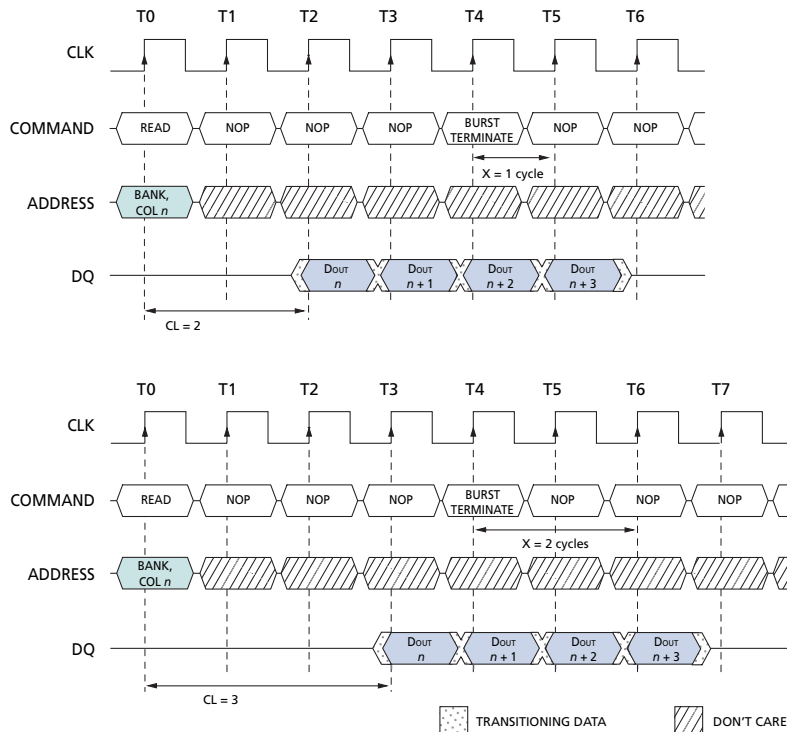 T0 T1 T2 T3 T4 T5 T6
CLK
COMMAND READ NOP NOP NOP BURST TERMINATE NOP NOP
X = 1 cycle
ADDRESS BANK, COL n
DQ DOUT n DOUT n + 1 DOUT n + 2 DOUT n + 3
CL = 2
T0 T1 T2 T3 T4 T5 T6 T7
CLK
COMMAND READ NOP NOP NOP BURST TERMINATE NOP NOP NOP
X = 2 cycles
ADDRESS BANK, COL n
DQ DOUT n DOUT n + 1 DOUT n + 2 DOUT n + 3
CL = 3
TRANSITIONING DATA DON'T CARE